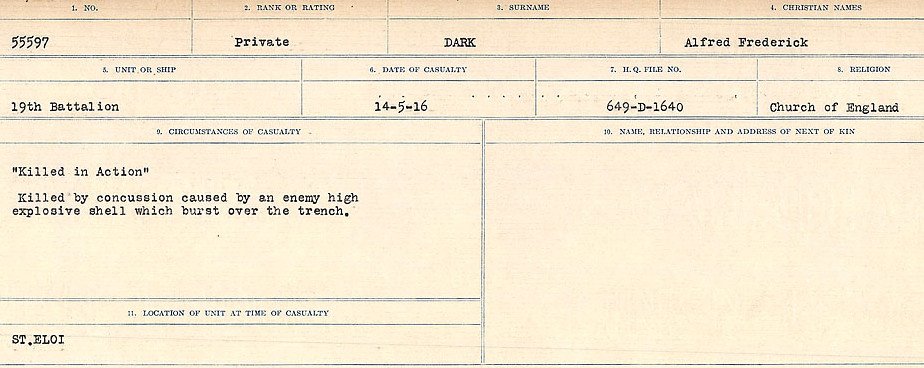 1. NO. 2. RANK OR RATING 3. SURNAME 4. CHRISTIAN NAMES
55597 Private DARK Alfred Frederick
5. UNIT OR SHIP 6. DATE OF CASUALTY 7. H.Q. FILE NO. 8. RELIGION
19th Battalion 14-5-16 649-D-1640 Church of England
9. CIRCUMSTANCES OF CASUALTY
"Killed in Action"
Killed by concussion caused by an enemy high
explosive shell which burst over the trench.
10. NAME, RELATIONSHIP AND ADDRESS OF NEXT OF KIN
11. LOCATION OF UNIT AT TIME OF CASUALTY
ST.ELOI